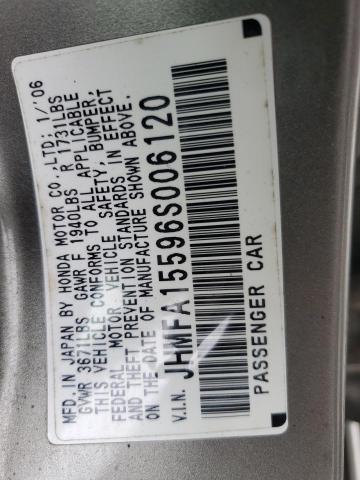 MFD. IN JAPAN BY HONDA MOTOR CO .,LTD; 1/'06
GVWR 3671LBS GAWR F 1940LBS R 1731LBS
THIS VEHICLE CONFORMS TO ALL APPLICABLE
FEDERAL MOTOR VEHICLE SAFETY, BUMPER,
AND THEFT PREVENTION STANDARDS IN EFFECT
ON THE DATE OF MANUFACTURE SHOWN ABOVE.
V.I.N. JHMFA15596S006120
PASSENGER CAR